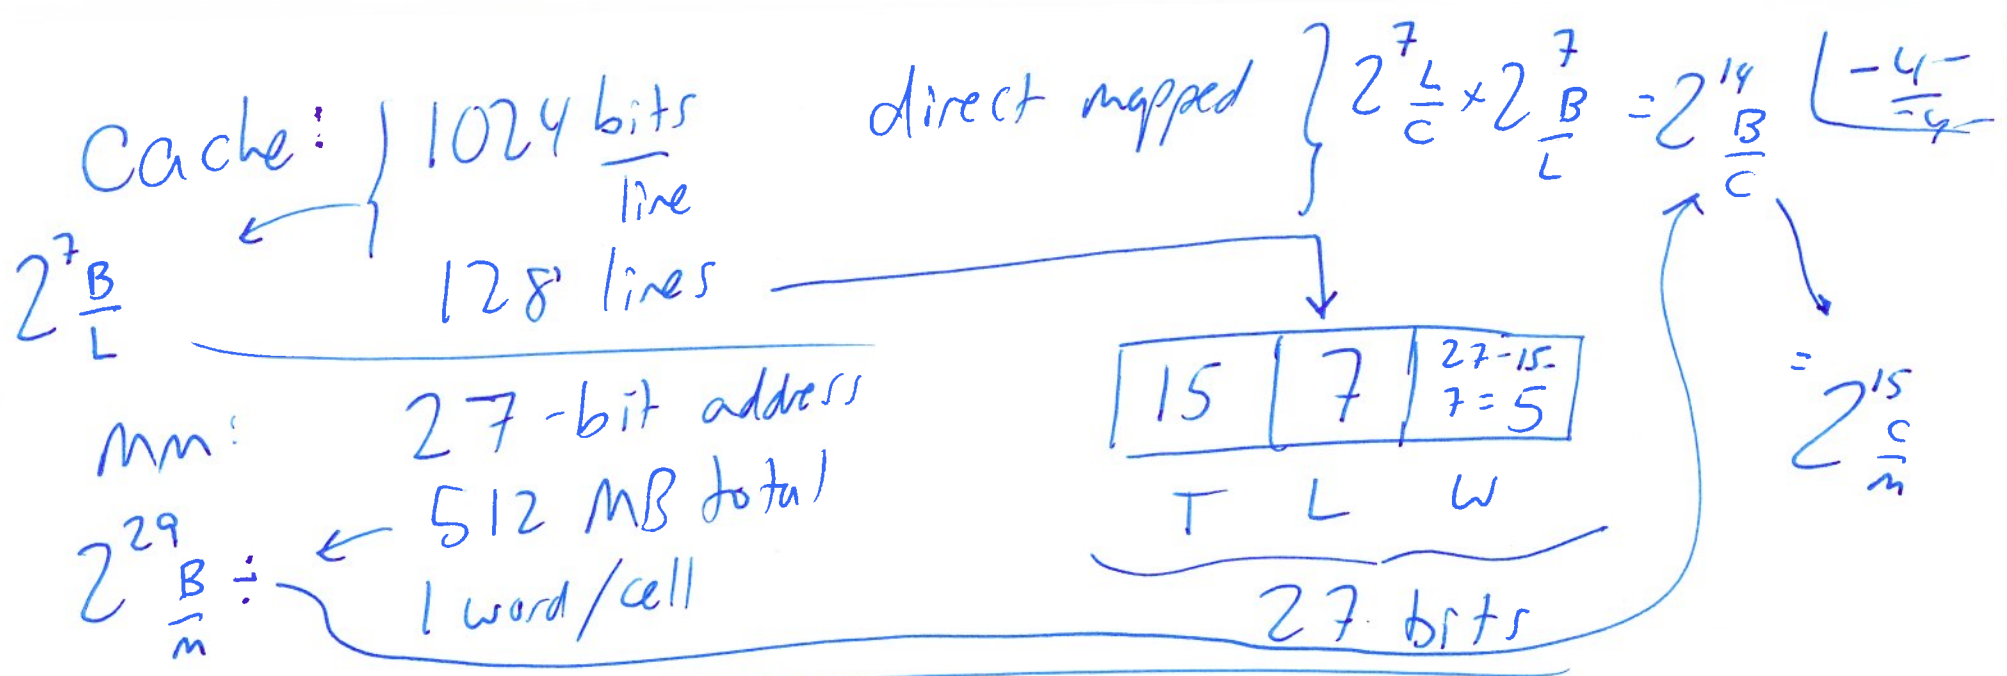 Cache: 1024 bits/line direct mapped } 2^7 L/C × 2^7 B/L = 2^14 B/C
2^7 B/L
128 lines
MM: 27-bit address
512 MB total
2^29 B/m ÷
1 word/cell
15 7 27-15-7=5
T L W
27 bits
= 2^15 C/m